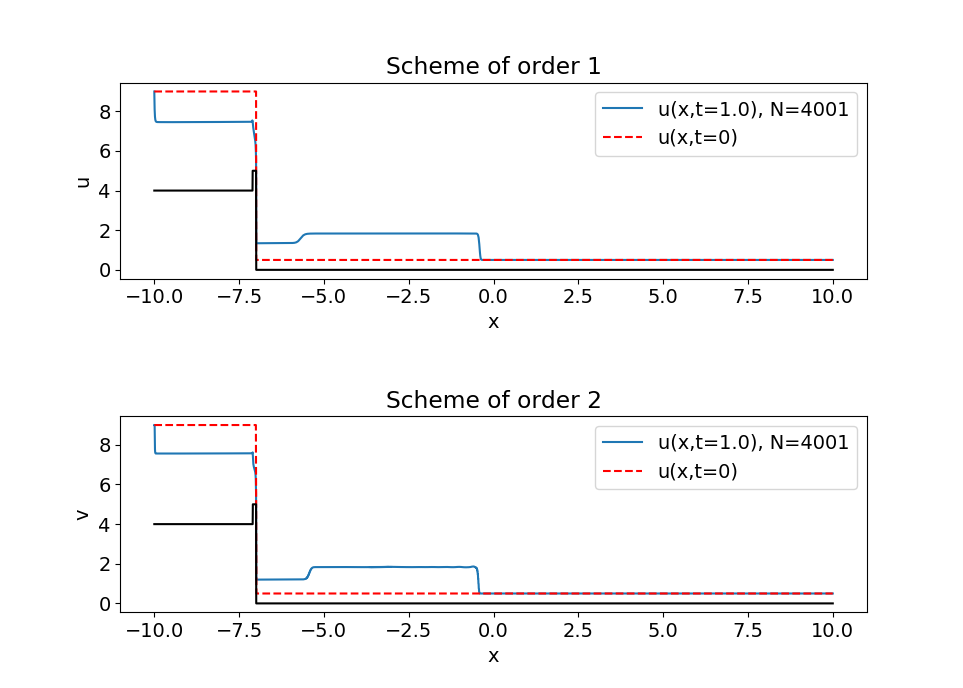 Scheme of order 1
u
8
6
4
2
0
u(x,t=1.0), N=4001
u(x,t=0)
−10.0 −7.5 −5.0 −2.5 0.0 2.5 5.0 7.5 10.0
x
Scheme of order 2
v
8
6
4
2
0
u(x,t=1.0), N=4001
u(x,t=0)
−10.0 −7.5 −5.0 −2.5 0.0 2.5 5.0 7.5 10.0
x